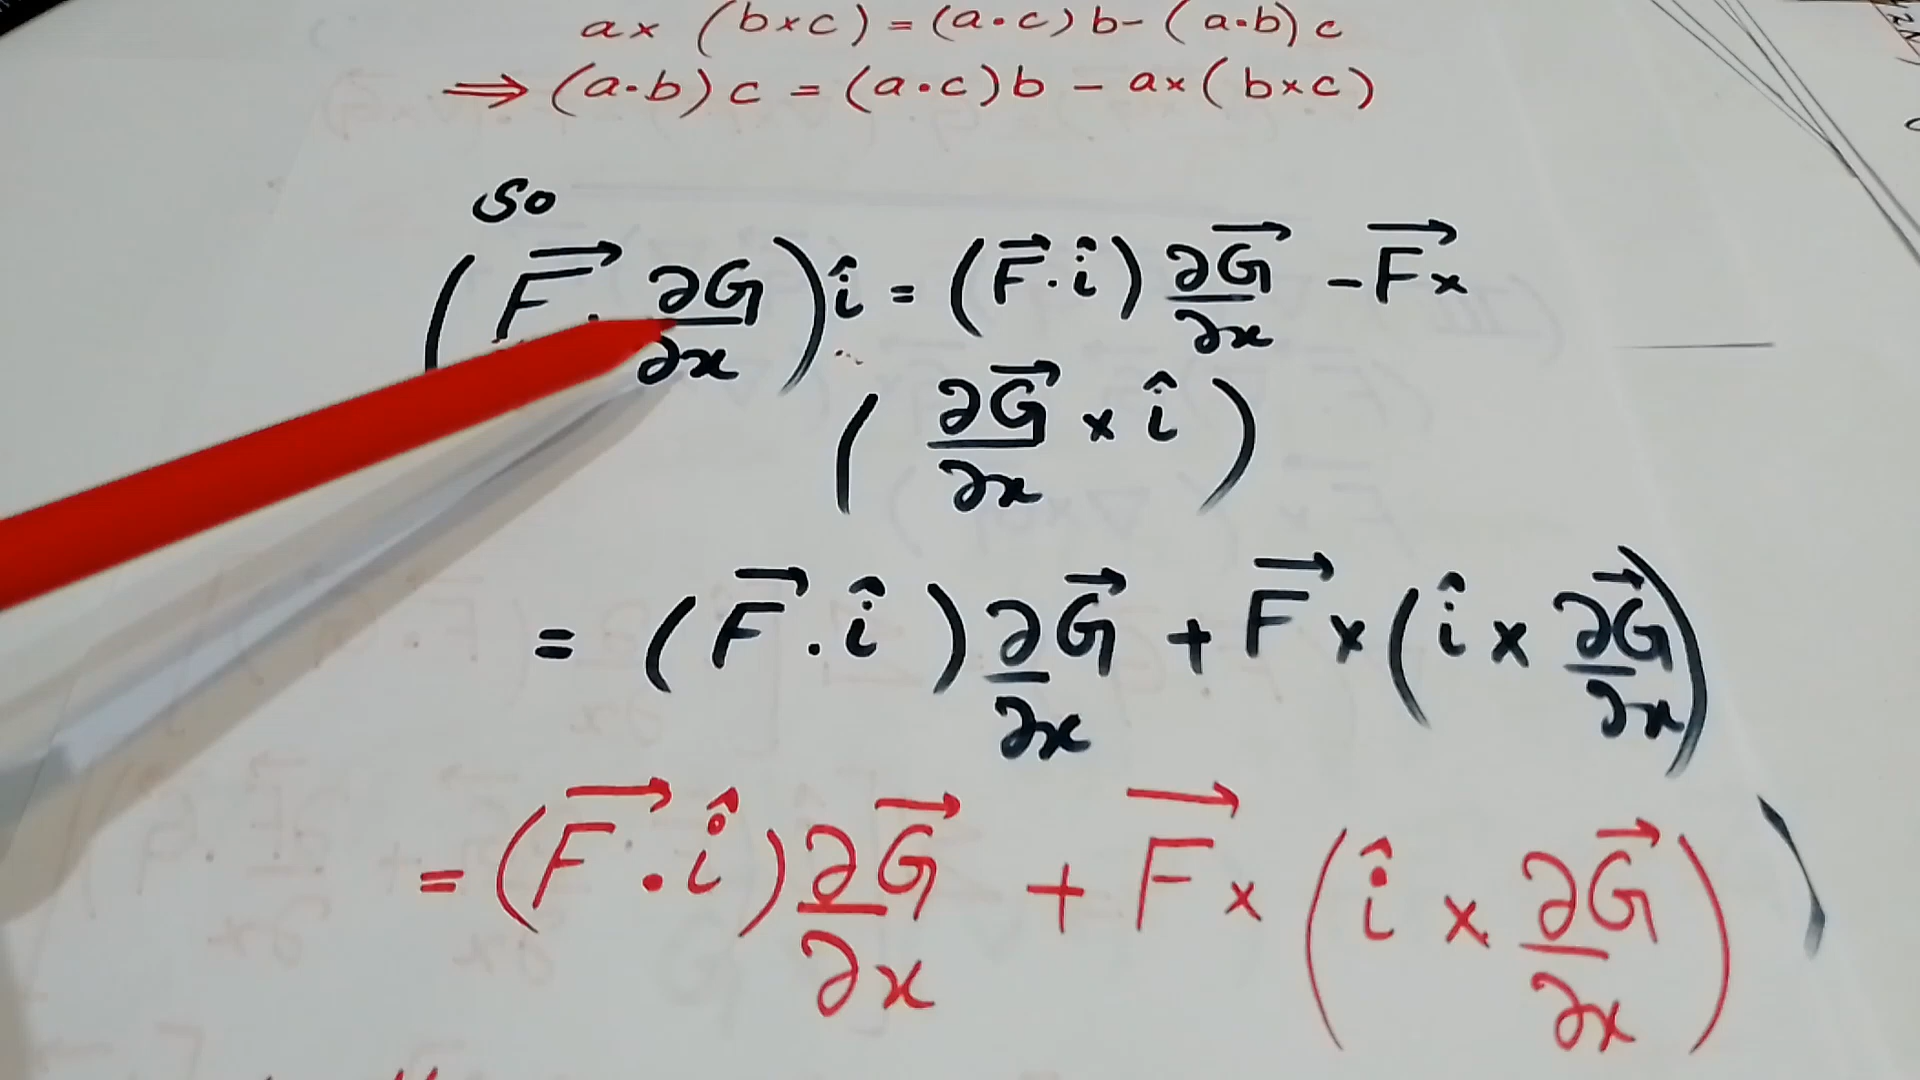 a× (b×c) = (a·c) b - (a·b) c
⟹ (a·b) c = (a·c) b - a× (b×c)
So
(F⃗ · ∂G/∂x) î = (F⃗ · î) ∂G⃗/∂x - F⃗ ×
( ∂G⃗/∂x × î )
= (F⃗ · î) ∂G⃗/∂x + F⃗ × (î × ∂G⃗/∂x)
= (F⃗ · î) ∂G⃗/∂x + F⃗ × (î × ∂G⃗/∂x) )